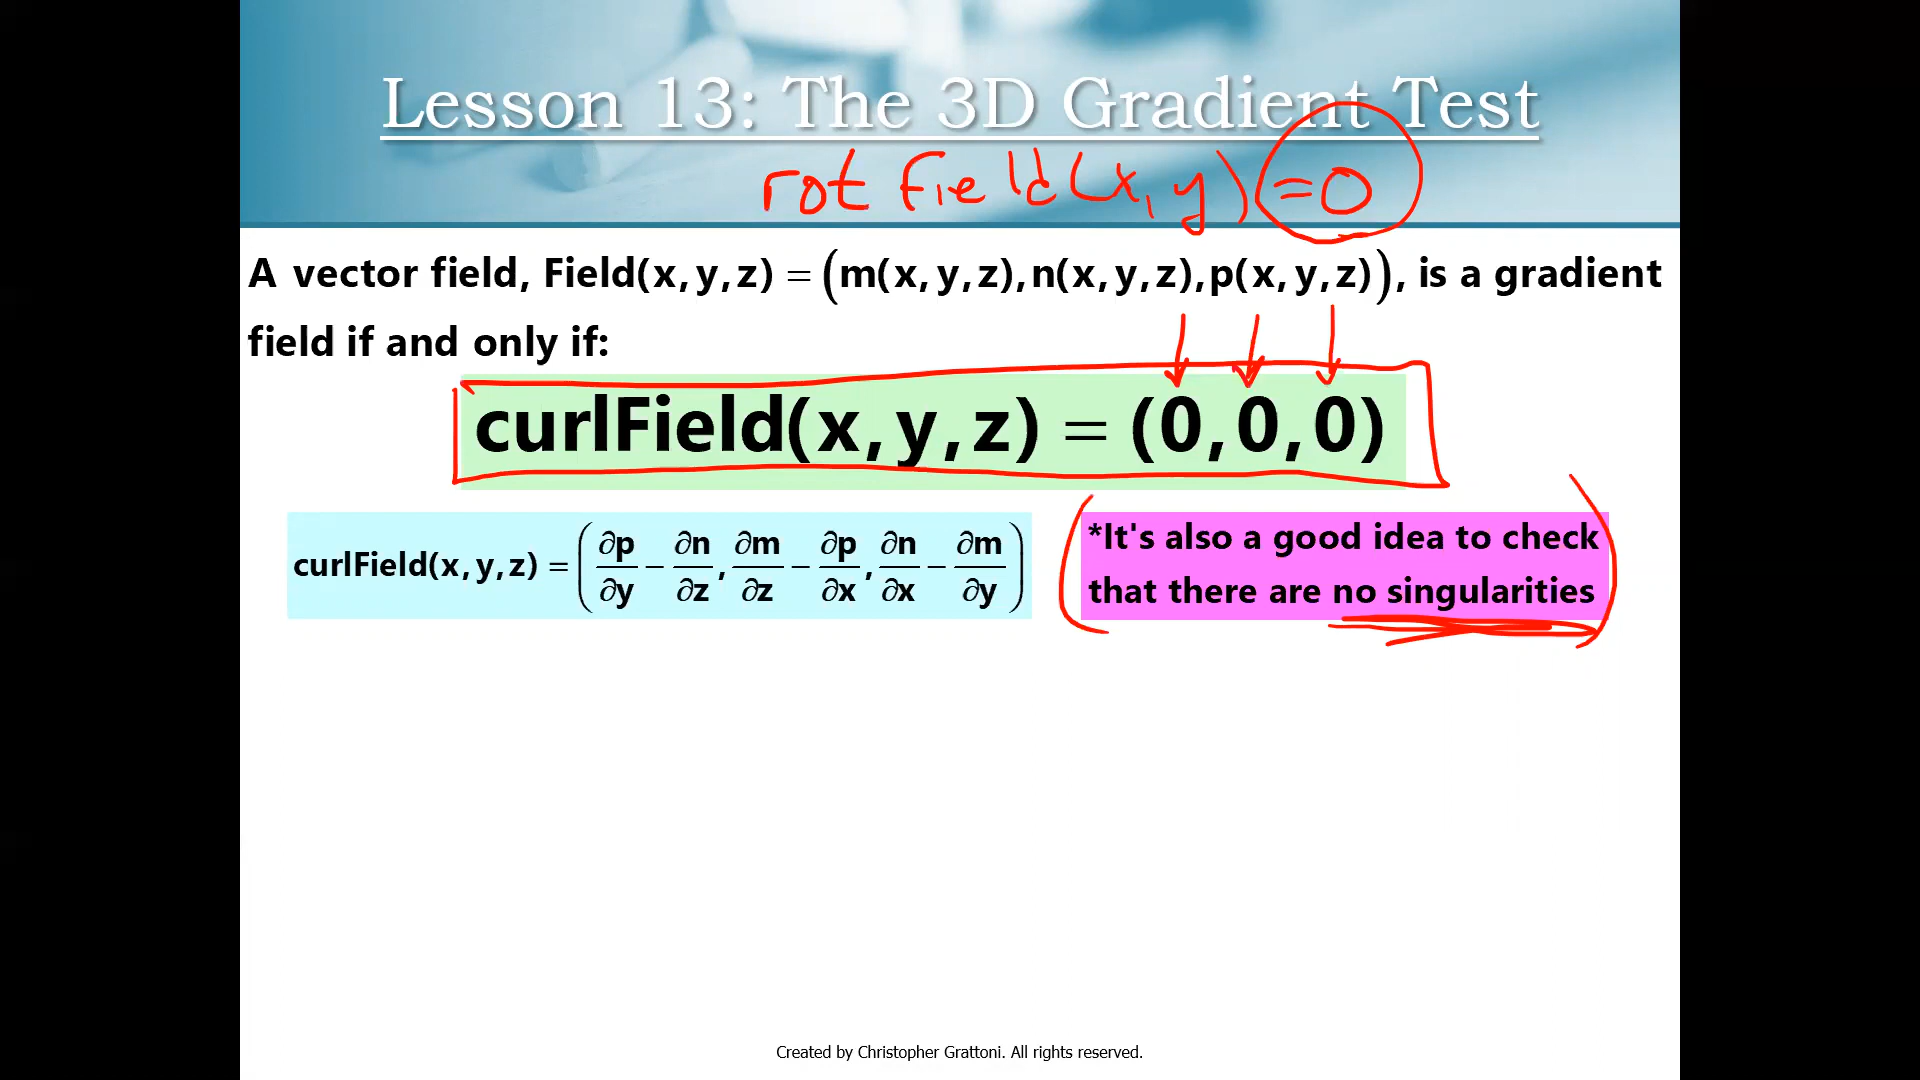 Lesson 13: The 3D Gradient Test
rot Field(x,y) = 0
A vector field, Field(x,y,z) = (m(x,y,z),n(x,y,z),p(x,y,z)), is a gradient
field if and only if:
curlField(x,y,z) = (0,0,0)
curlField(x,y,z) = (∂p/∂y − ∂n/∂z, ∂m/∂z − ∂p/∂x, ∂n/∂x − ∂m/∂y)
*It's also a good idea to check
that there are no singularities
Created by Christopher Grattoni. All rights reserved.